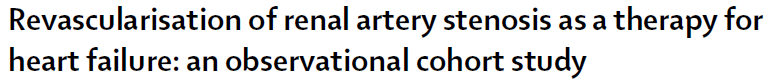 Revascularisation of renal artery stenosis as a therapy for
heart failure: an observational cohort study